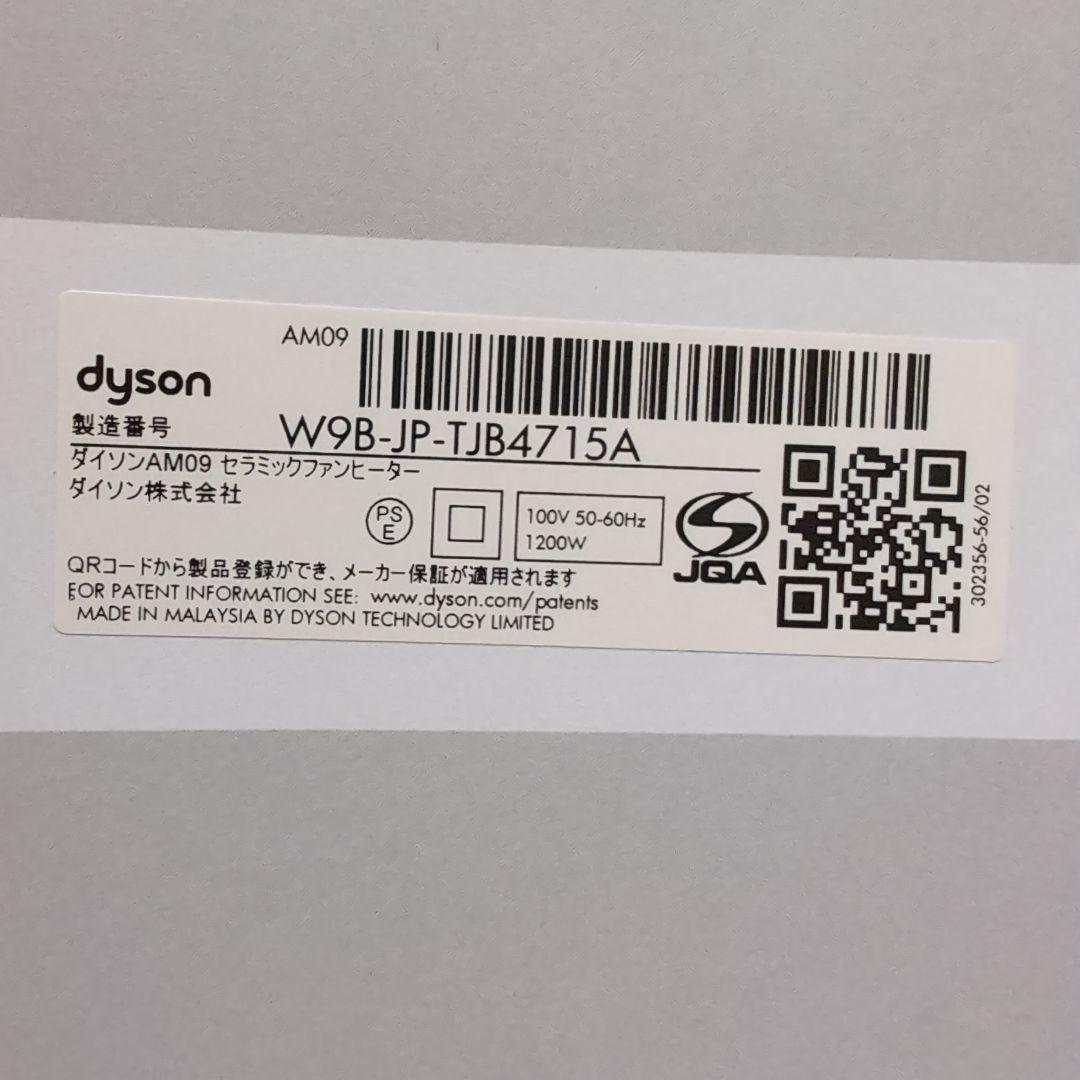 AM09
dyson
製造番号 W9B-JP-TJB4715A
ダイソンAM09 セラミックファンヒーター
ダイソン株式会社
PS
E
100V 50-60Hz
1200W
JQA
302356-56/02
QRコードから製品登録ができ、メーカー保証が適用されます
FOR PATENT INFORMATION SEE: www.dyson.com/patents
MADE IN MALAYSIA BY DYSON TECHNOLOGY LIMITED